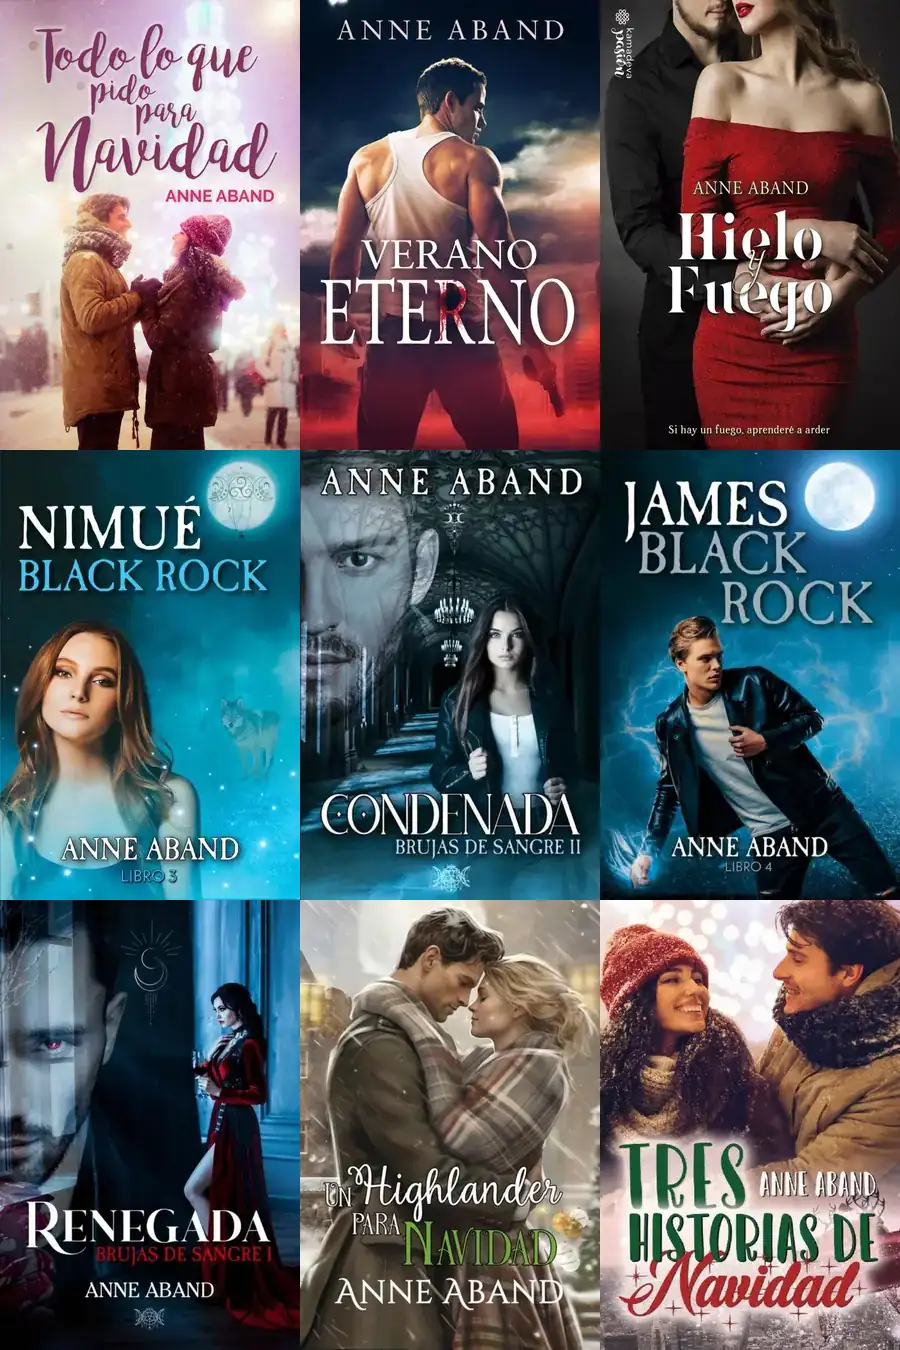 Todo lo que
pido
para
Navidad
ANNE ABAND
ANNE ABAND
VERANO
ETERNO
kamadeva
pasión
ANNE ABAND
Hielo
y
Fuego
Si hay un fuego, aprenderé a arder
NIMUÉ
BLACK ROCK
ANNE ABAND
LIBRO 3
ANNE ABAND
CONDENADA
BRUJAS DE SANGRE II
JAMES
BLACK
ROCK
ANNE ABAND
LIBRO 4
RENEGADA
BRUJAS DE SANGRE I
ANNE ABAND
UN Highlander
PARA
NAVIDAD
ANNE ABAND
TRES
ANNE ABAND
HISTORIAS DE
Navidad